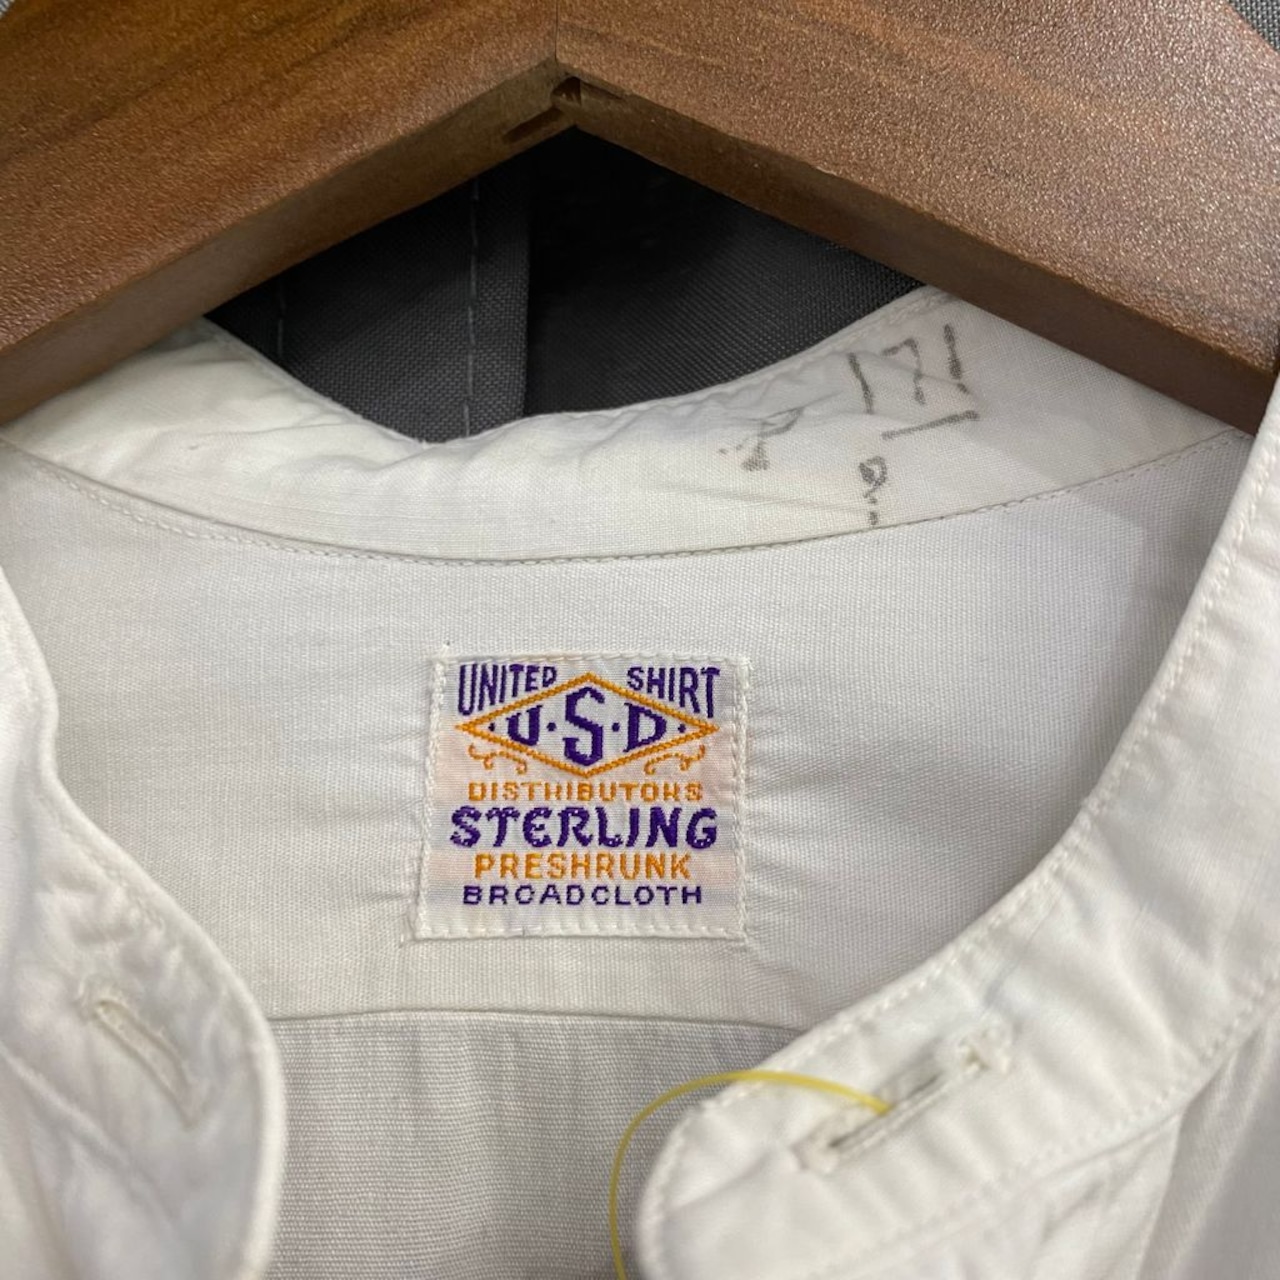 171
UNITED SHIRT
·U·S·D·
DISTRIBUTORS
STERLING
PRESHRUNK
BROADCLOTH